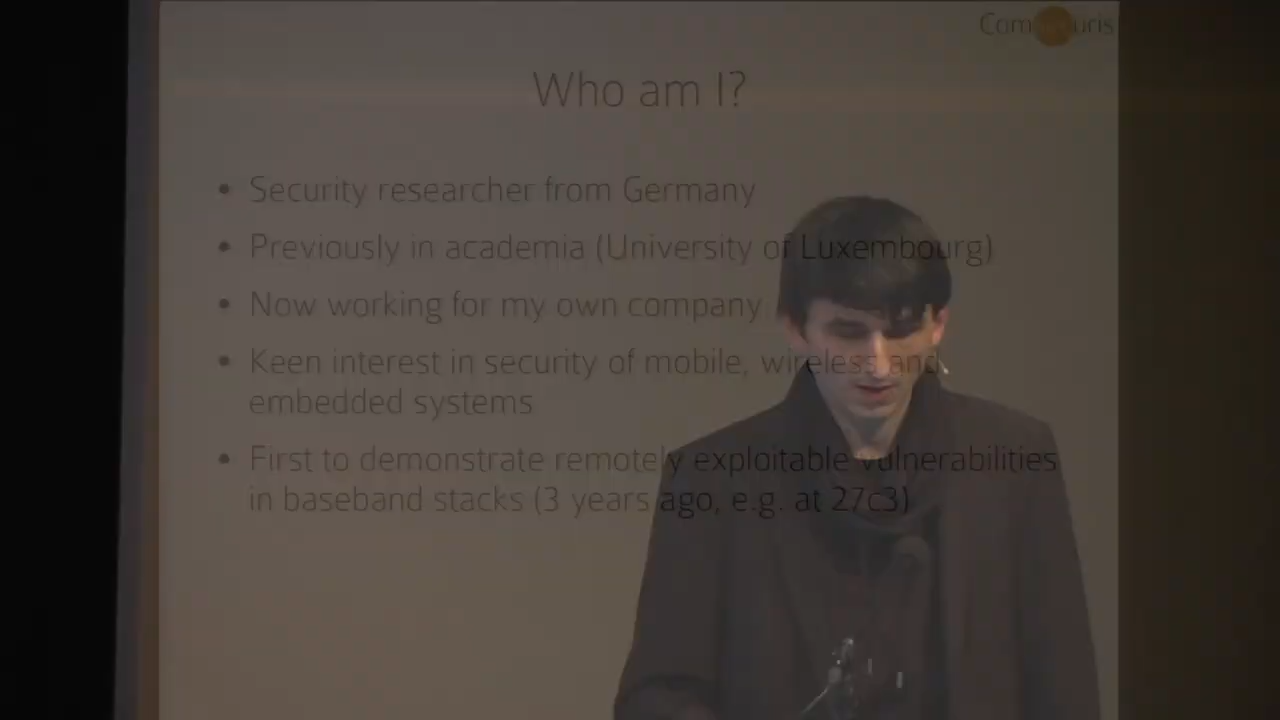 Com uris
Who am I?
• Security researcher from Germany
• Previously in academia (University of Luxembourg)
• Now working for my own company
• Keen interest in security of mobile, wireless and
embedded systems
• First to demonstrate remotely exploitable vulnerabilities
in baseband stacks (3 years ago, e.g. at 27c3)